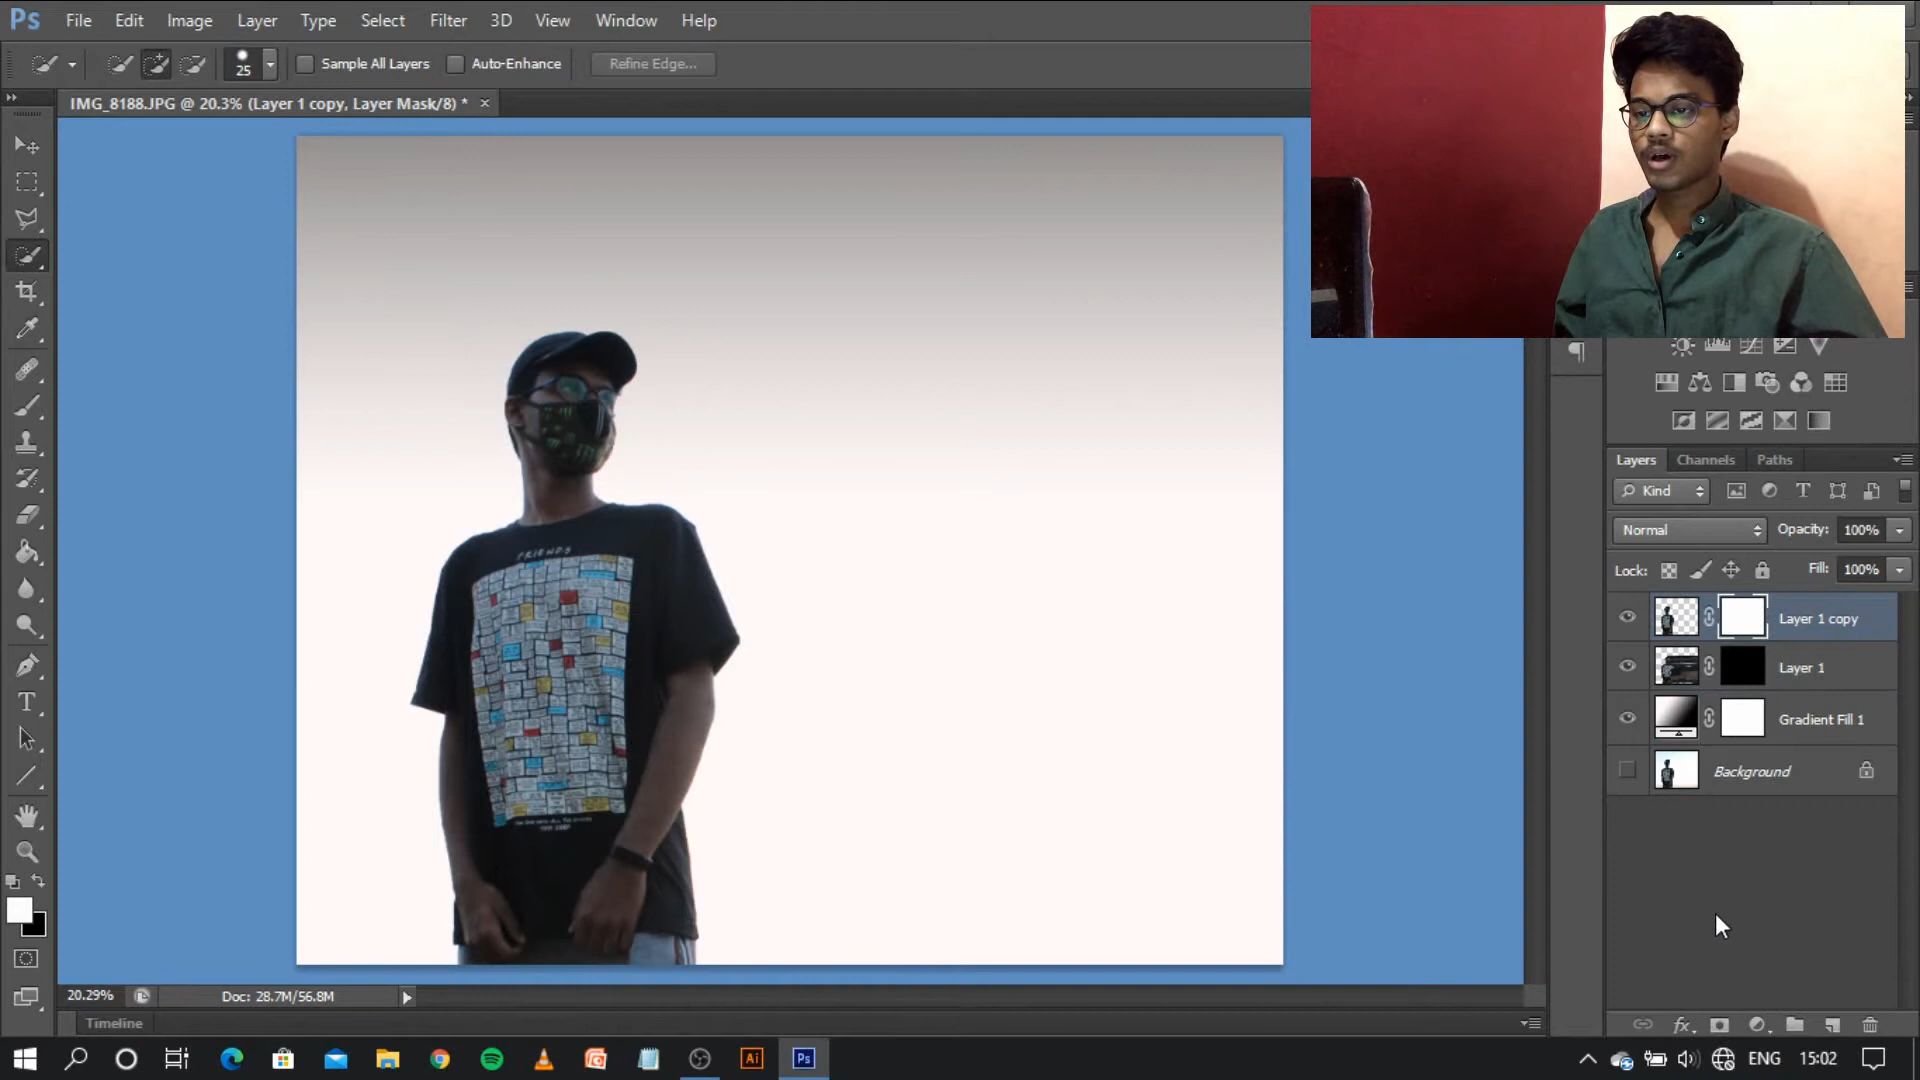 Ps File Edit Image Layer Type Select Filter 3D View Window Help
25 Sample All Layers Auto-Enhance Refine Edge...
IMG_8188.JPG @ 20.3% (Layer 1 copy, Layer Mask/8) *
Layers Channels Paths
Kind
Normal Opacity: 100%
Lock: Fill: 100%
Layer 1 copy
Layer 1
Gradient Fill 1
Background
FRIENDS
20.29% Doc: 28.7M/56.8M
Timeline
fx
Ai Ps ENG 15:02